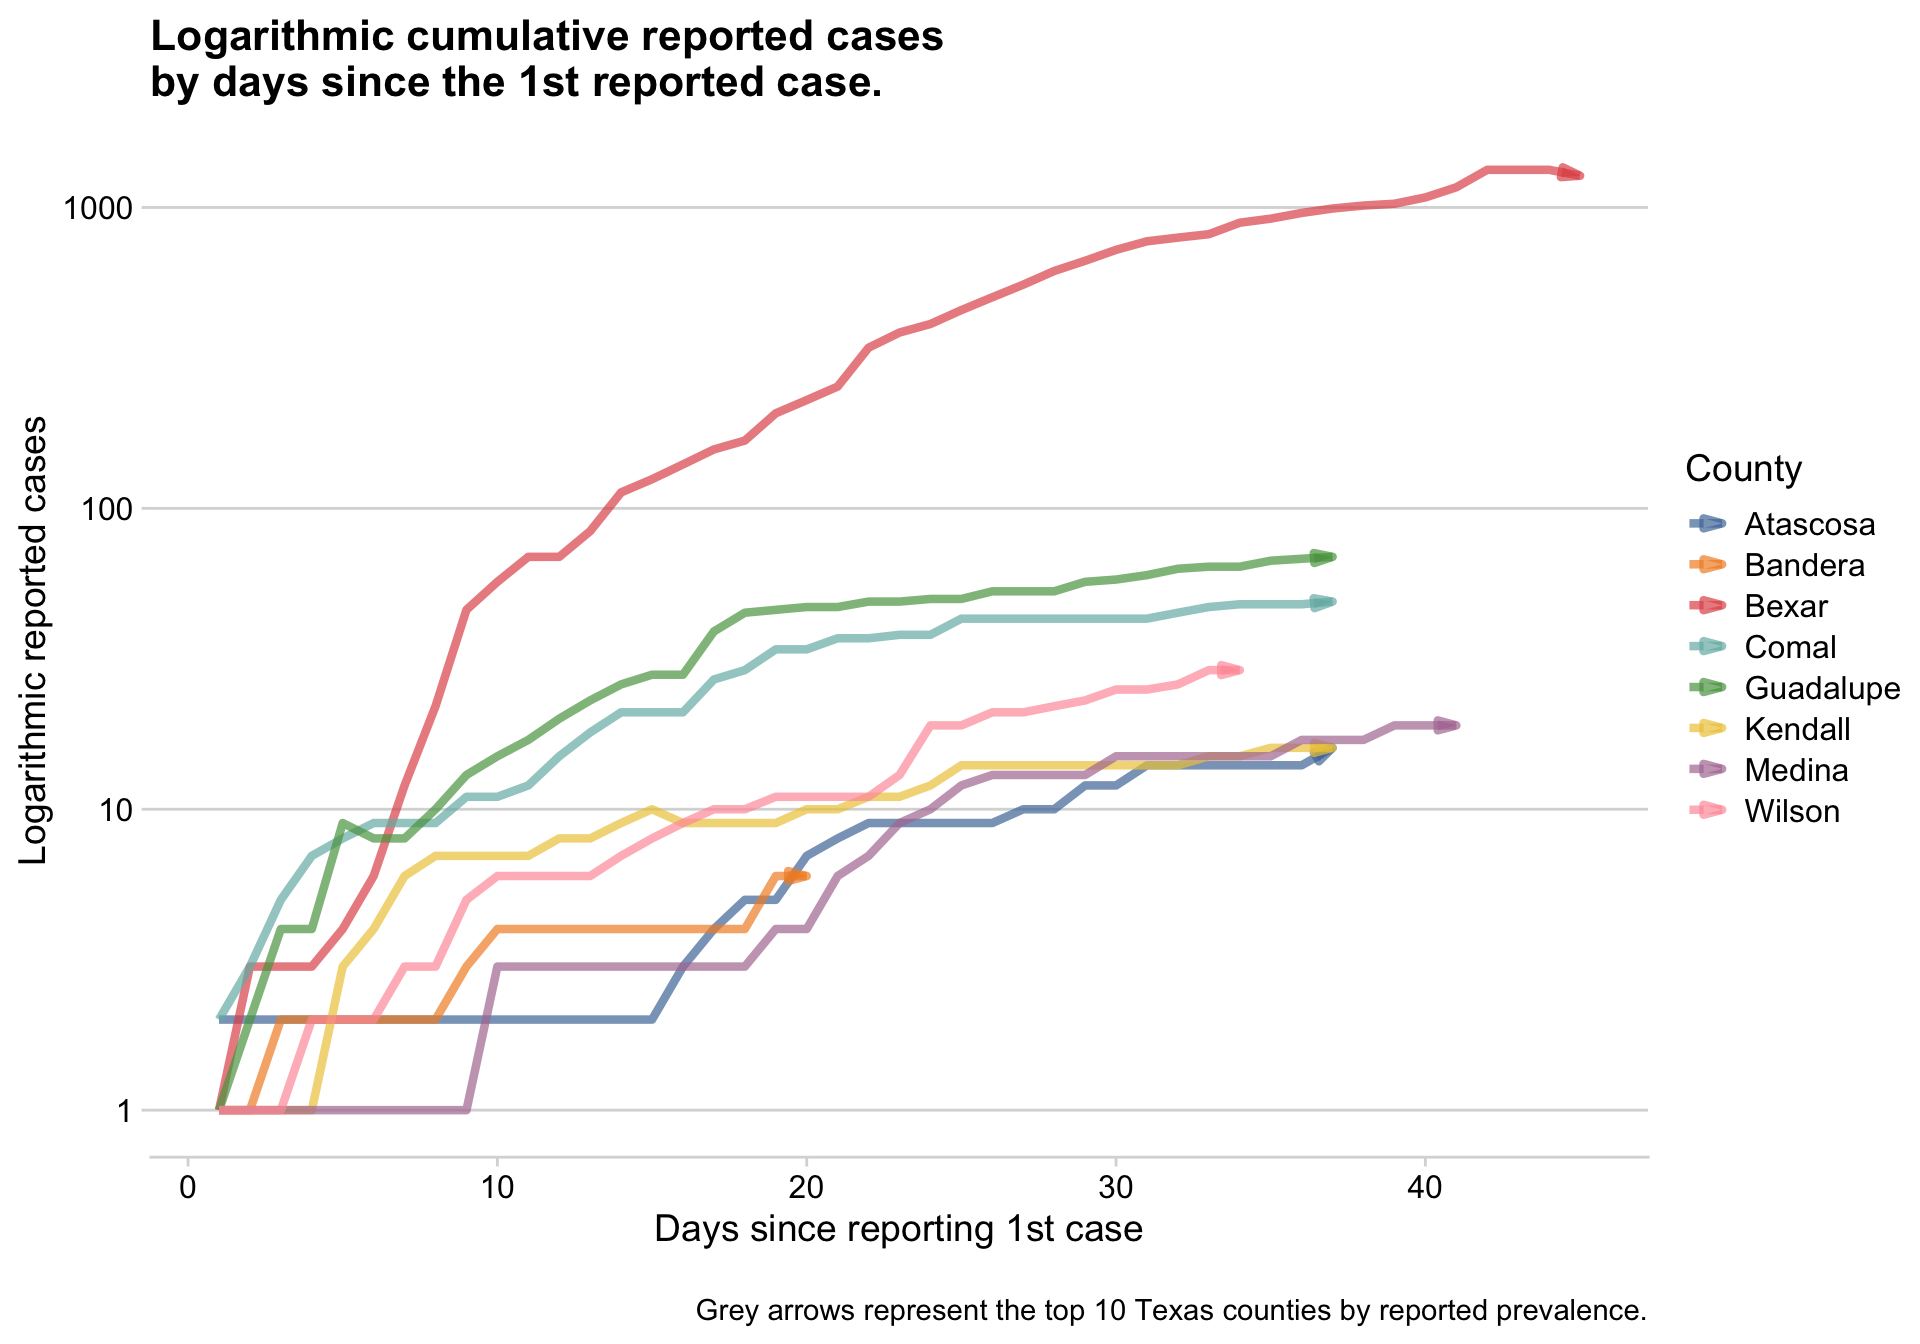 Logarithmic cumulative reported cases
by days since the 1st reported case.
Logarithmic reported cases
1000
100
10
1
0
10
20
30
40
Days since reporting 1st case
County
Atascosa
Bandera
Bexar
Comal
Guadalupe
Kendall
Medina
Wilson
Grey arrows represent the top 10 Texas counties by reported prevalence.